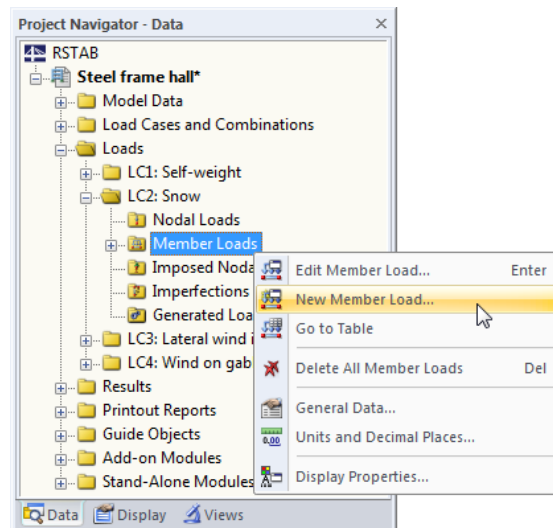 Project Navigator - Data
RSTAB
Steel frame hall*
Model Data
Load Cases and Combinations
Loads
LC1: Self-weight
LC2: Snow
Nodal Loads
Member Loads
Imposed Noda
Edit Member Load... Enter
Imperfections
New Member Load...
Generated Loa
Go to Table
LC3: Lateral wind i
LC4: Wind on gab
Delete All Member Loads Del
Results
Printout Reports
General Data...
Guide Objects
0,00 Units and Decimal Places...
Add-on Modules
Stand-Alone Modules
Display Properties...
Data Display Views